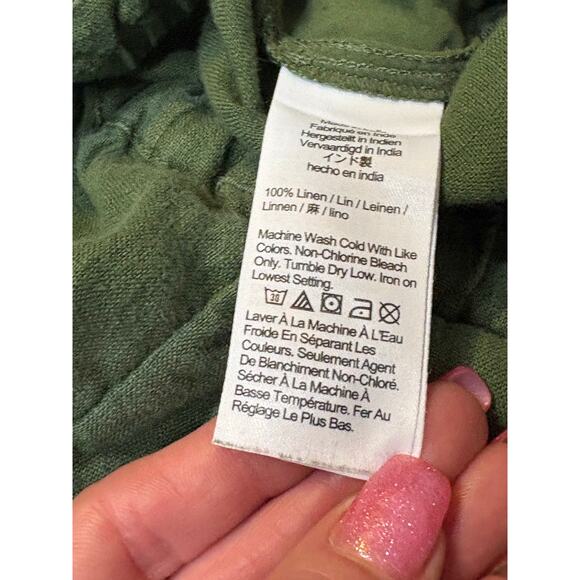 Fabriqué en Inde
Hergestellt in Indien
Vervaardigd in India
インド製
hecho en india
100% Linen / Lin / Leinen /
Linnen / 麻 / lino
Machine Wash Cold With Like
Colors. Non-Chlorine Bleach
Only. Tumble Dry Low. Iron on
Lowest Setting.
30
Laver À La Machine À L'Eau
Froide En Séparant Les
Couleurs. Seulement Agent
De Blanchiment Non-Chloré.
Sécher À La Machine À
Basse Température. Fer Au
Réglage Le Plus Bas.